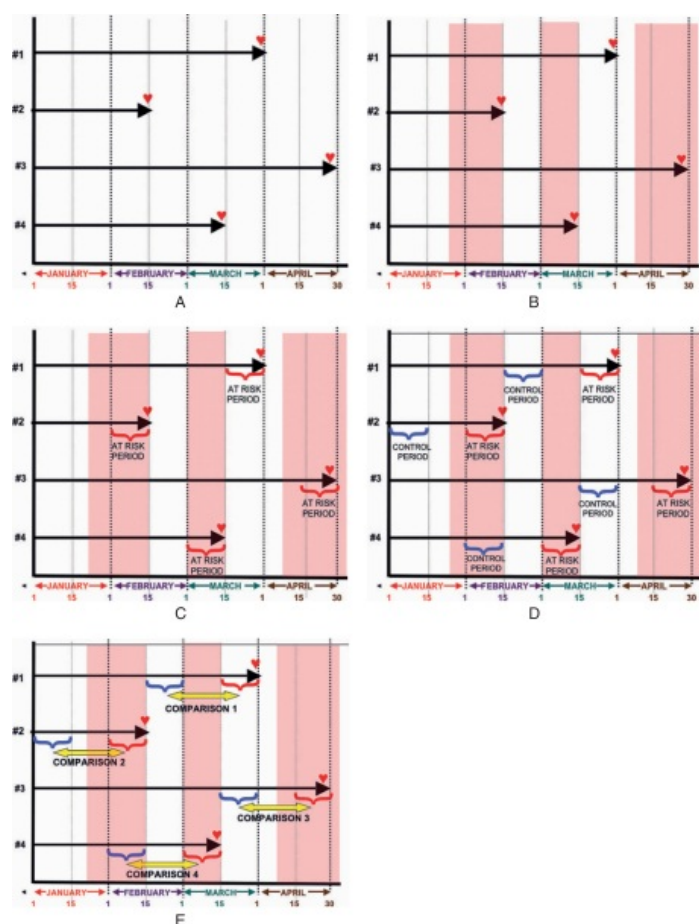 #1
#2
#3
#4
JANUARY FEBRUARY MARCH APRIL
1 15 1 15 1 15 1 15 30
A
#1
#2
#3
#4
JANUARY FEBRUARY MARCH APRIL
1 15 1 15 1 15 1 15 30
B
#1
AT RISK
PERIOD
#2
AT RISK
PERIOD
#3
AT RISK
PERIOD
#4
AT RISK
PERIOD
JANUARY FEBRUARY MARCH APRIL
1 15 1 15 1 15 1 15 30
C
#1
CONTROL
PERIOD
AT RISK
PERIOD
#2
CONTROL
PERIOD
AT RISK
PERIOD
#3
CONTROL
PERIOD
AT RISK
PERIOD
#4
CONTROL
PERIOD
AT RISK
PERIOD
JANUARY FEBRUARY MARCH APRIL
1 15 1 15 1 15 1 15 30
D
#1
COMPARISON 1
#2
COMPARISON 2
#3
COMPARISON 3
#4
COMPARISON 4
JANUARY FEBRUARY MARCH APRIL
1 15 1 15 1 15 1 15 30